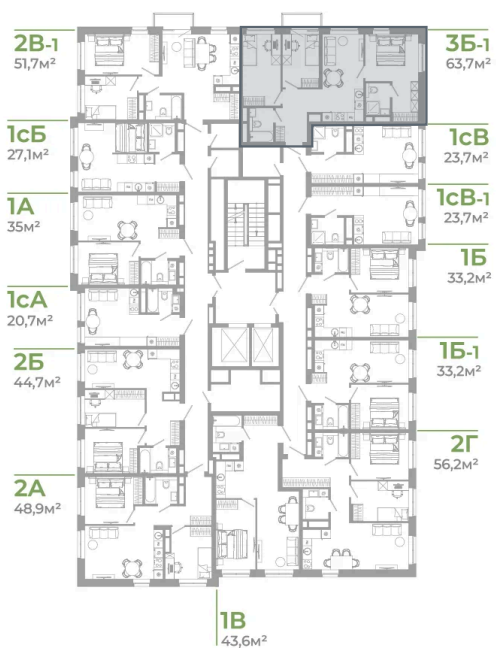 2В-1
51,7м²
3Б-1
63,7м²
1сБ
27,1м²
1сВ
23,7м²
1А
35м²
1сВ-1
23,7м²
1Б
33,2м²
1сА
20,7м²
2Б
44,7м²
1Б-1
33,2м²
2Г
56,2м²
2А
48,9м²
1В
43,6м²